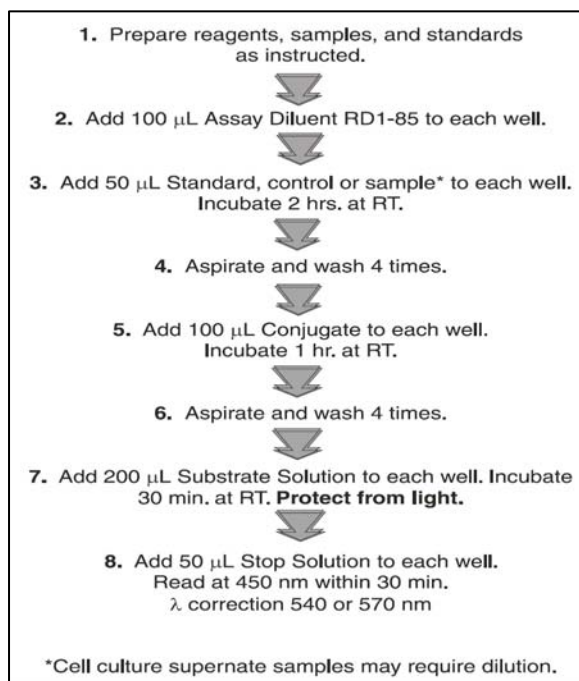 1. Prepare reagents, samples, and standards
as instructed.
2. Add 100 µL Assay Diluent RD1-85 to each well.
3. Add 50 µL Standard, control or sample* to each well.
Incubate 2 hrs. at RT.
4. Aspirate and wash 4 times.
5. Add 100 µL Conjugate to each well.
Incubate 1 hr. at RT.
6. Aspirate and wash 4 times.
7. Add 200 µL Substrate Solution to each well. Incubate
30 min. at RT. Protect from light.
8. Add 50 µL Stop Solution to each well.
Read at 450 nm within 30 min.
λ correction 540 or 570 nm
*Cell culture supernate samples may require dilution.